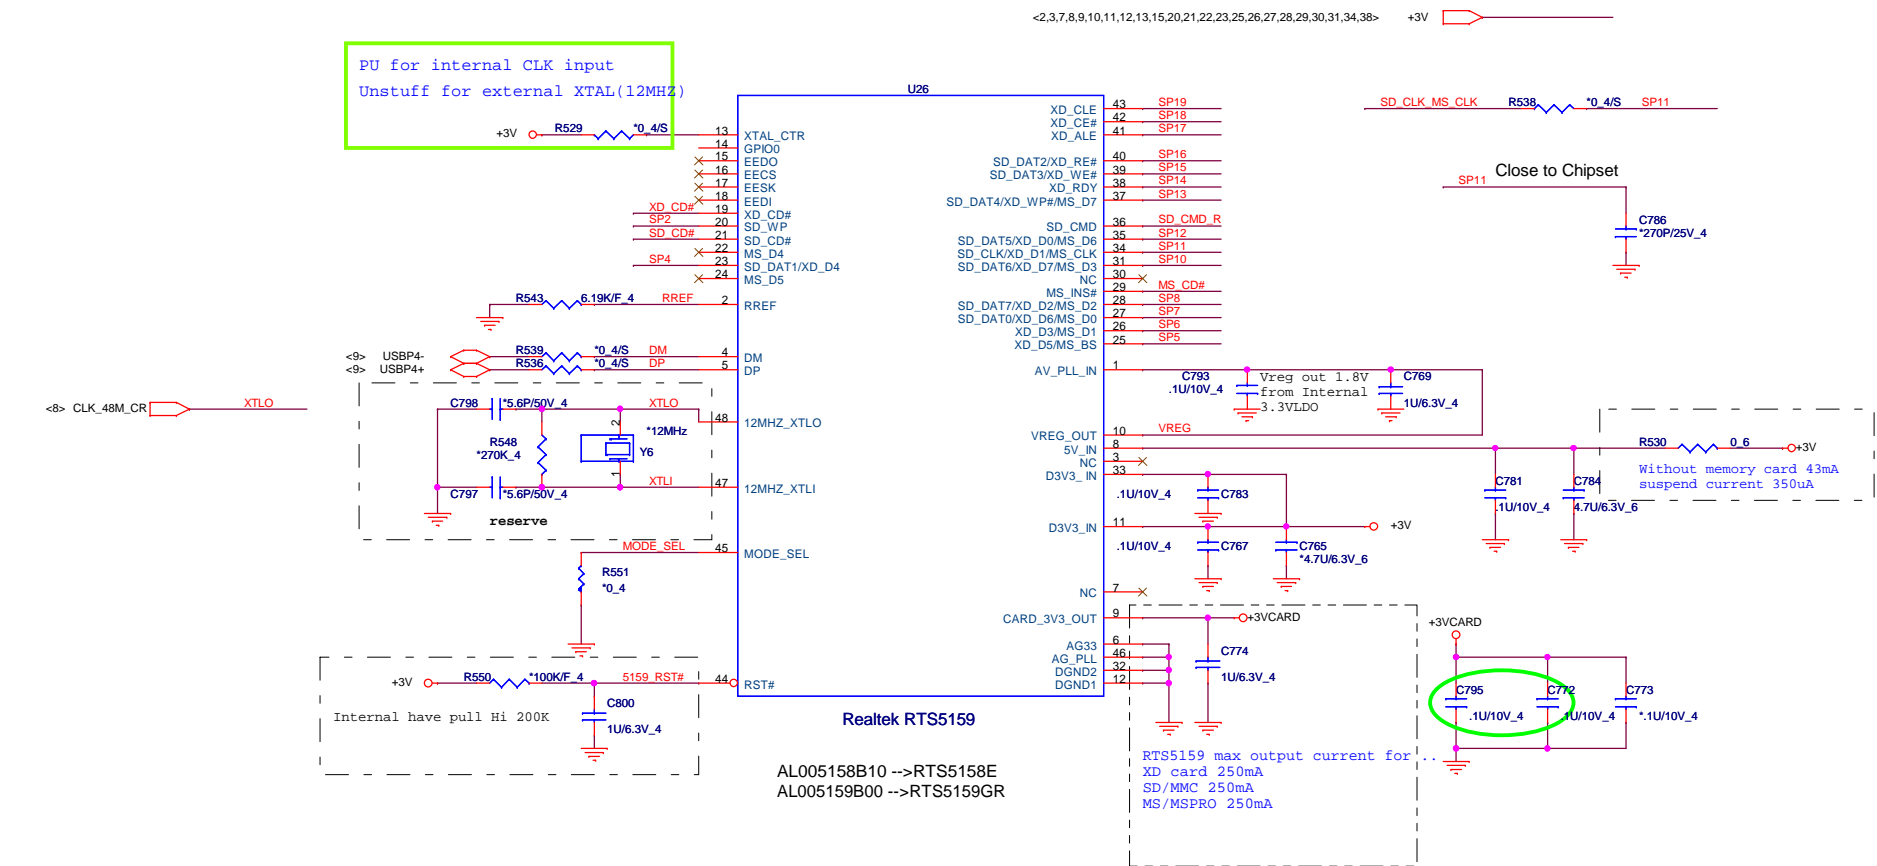 <2,3,7,8,9,10,11,12,13,15,20,21,22,23,25,26,27,28,29,30,31,34,38> +3V
PU for internal CLK input
Unstuff for external XTAL(12MHZ)
+3V R529 *0_4/S
U26
13 XTAL_CTR
14 GPIO0
15 EEDO
16 EECS
17 EESK
18 EEDI
XD_CD# 19 XD_CD#
SP2 20 SD_WP
SD_CD# 21 SD_CD#
22 MS_D4
SP4 23 SD_DAT1/XD_D4
24 MS_D5
R543 6.19K/F_4 RREF 2 RREF
<9> USBP4- R539 *0_4/S DM 4 DM
<9> USBP4+ R536 *0_4/S DP 5 DP
<8> CLK_48M_CR XTLO
C798 *5.6P/50V_4 XTLO 48 12MHZ_XTLO
R548
*270K_4
2
1
*12MHz
Y6
C797 *5.6P/50V_4 XTLI 47 12MHZ_XTLI
reserve
MODE_SEL 45 MODE_SEL
R551
*0_4
+3V R550 *100K/F_4 5159_RST# 44 RST#
Internal have pull Hi 200K
C800
1U/6.3V_4
XD_CLE 43 SP19
XD_CE# 42 SP18
XD_ALE 41 SP17
SD_DAT2/XD_RE# 40 SP16
SD_DAT3/XD_WE# 39 SP15
XD_RDY 38 SP14
SD_DAT4/XD_WP#/MS_D7 37 SP13
SD_CMD 36 SD_CMD_R
SD_DAT5/XD_D0/MS_D6 35 SP12
SD_CLK/XD_D1/MS_CLK 34 SP11
SD_DAT6/XD_D7/MS_D3 31 SP10
NC 30
MS_INS# 29 MS_CD#
SD_DAT7/XD_D2/MS_D2 28 SP8
SD_DAT0/XD_D6/MS_D0 27 SP7
XD_D3/MS_D1 26 SP6
XD_D5/MS_BS 25 SP5
AV_PLL_IN 1
C793
.1U/10V_4
Vreg out 1.8V
from Internal
3.3VLDO
C769
1U/6.3V_4
VREG_OUT 10 VREG
5V_IN 8
NC 3
D3V3_IN 33
.1U/10V_4 C783
D3V3_IN 11 +3V
.1U/10V_4 C767
C765
*4.7U/6.3V_6
NC 7
CARD_3V3_OUT 9 +3VCARD
AG33 6
AG_PLL 46
DGND2 32
DGND1 12
C774
1U/6.3V_4
RTS5159 max output current for ..
XD card 250mA
SD/MMC 250mA
MS/MSPRO 250mA
Realtek RTS5159
AL005158B10 -->RTS5158E
AL005159B00 -->RTS5159GR
SD_CLK_MS_CLK R538 *0_4/S SP11
Close to Chipset
SP11
C786
*270P/25V_4
R530 0_6 +3V
Without memory card 43mA
suspend current 350uA
C781
.1U/10V_4
C784
4.7U/6.3V_6
+3VCARD
C795
.1U/10V_4
C772
.1U/10V_4
C773
*.1U/10V_4